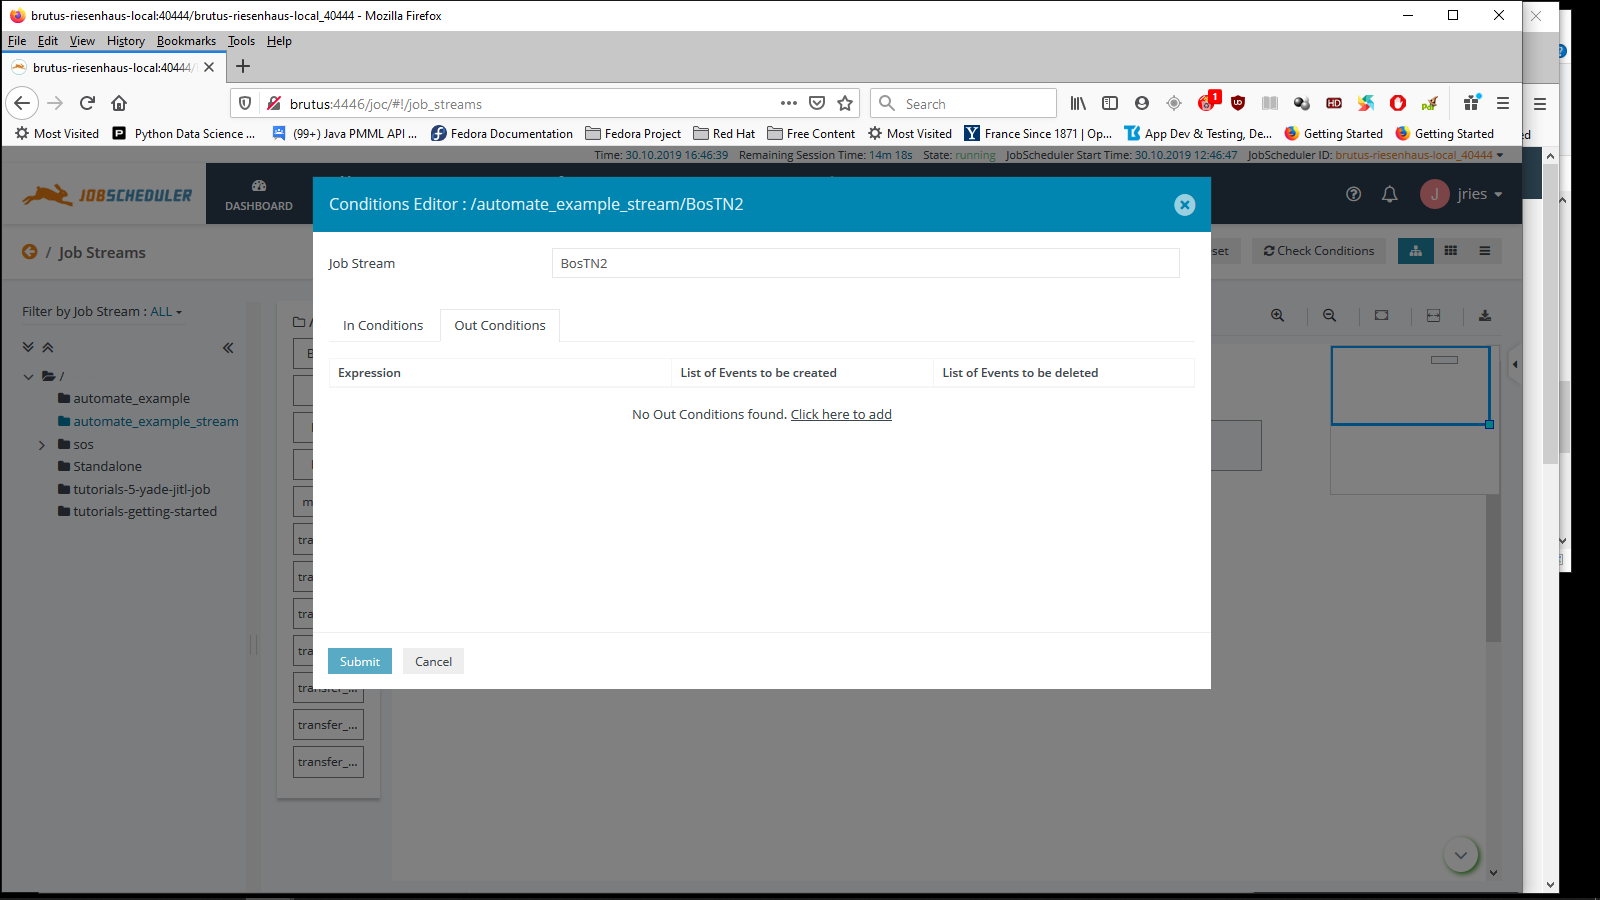 brutus-riesenhaus-local:40444/brutus-riesenhaus-local_40444 - Mozilla Firefox
File Edit View History Bookmarks Tools Help
brutus-riesenhaus-local:40444/
brutus:4446/joc/#!/job_streams
Search
1
Most Visited Python Data Science ... (99+) Java PMML API ... Fedora Documentation Fedora Project Red Hat Free Content Most Visited France Since 1871 | Op... App Dev & Testing, De... Getting Started Getting Started
Time: 30.10.2019 16:46:39 Remaining Session Time: 14m 18s State: running JobScheduler Start Time: 30.10.2019 12:46:47 JobScheduler ID: brutus-riesenhaus-local_40444
JOBSCHEDULER
DASHBOARD
J jries
Conditions Editor : /automate_example_stream/BosTN2
/ Job Streams
set Check Conditions
Job Stream BosTN2
Filter by Job Stream : ALL
In Conditions Out Conditions
Expression List of Events to be created List of Events to be deleted
No Out Conditions found. Click here to add
/
automate_example
automate_example_stream
sos
Standalone
tutorials-5-yade-jitl-job
tutorials-getting-started
m
tra
tra
tra
tra
Submit Cancel
transfer_...
transfer_...
transfer_...